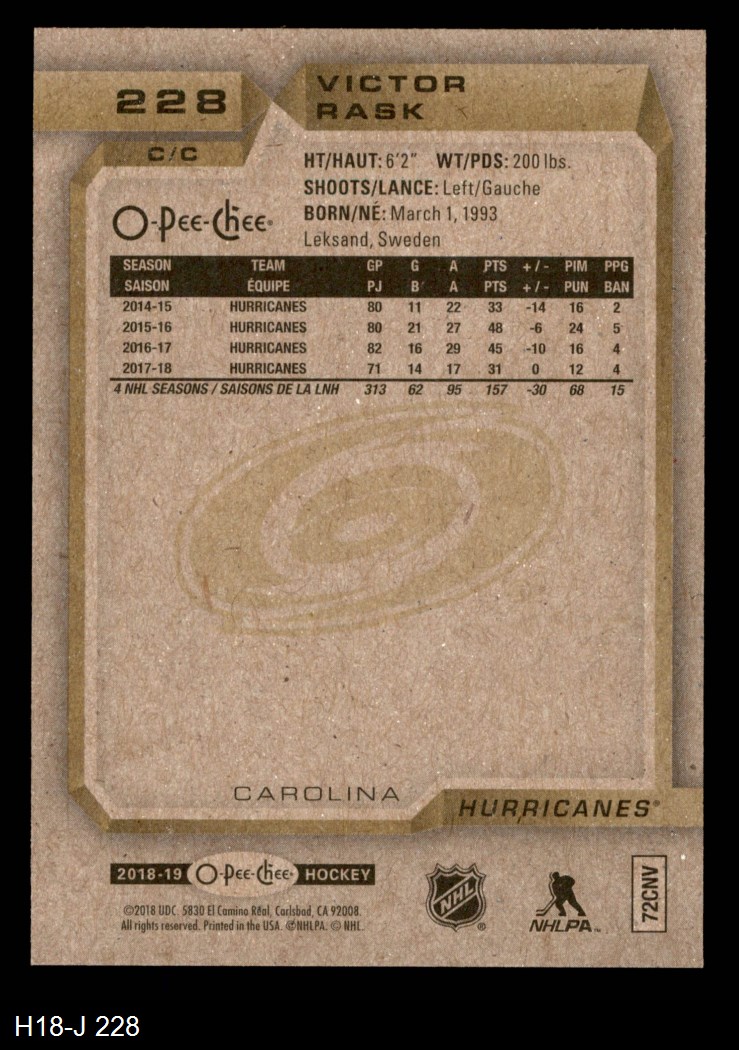 228
VICTOR
RASK
C/C
HT/HAUT: 6'2" WT/PDS: 200 lbs.
SHOOTS/LANCE: Left/Gauche
BORN/NÉ: March 1, 1993
Leksand, Sweden
O-Pee-Chee®
SEASON TEAM GP G A PTS +/- PIM PPG
SAISON ÉQUIPE PJ B A PTS +/- PUN BAN
2014-15 HURRICANES 80 11 22 33 -14 16 2
2015-16 HURRICANES 80 21 27 48 -6 24 5
2016-17 HURRICANES 82 16 29 45 -10 16 4
2017-18 HURRICANES 71 14 17 31 0 12 4
4 NHL SEASONS / SAISONS DE LA LNH 313 62 95 157 -30 68 15
CAROLINA
HURRICANES®
2018-19 O-Pee-Chee® HOCKEY
©2018 UDC. 5830 El Camino Real, Carlsbad, CA 92008.
All rights reserved. Printed in the USA. ©NHLPA. © NHL.
NHL ®
NHLPA™
72CNV
H18-J 228